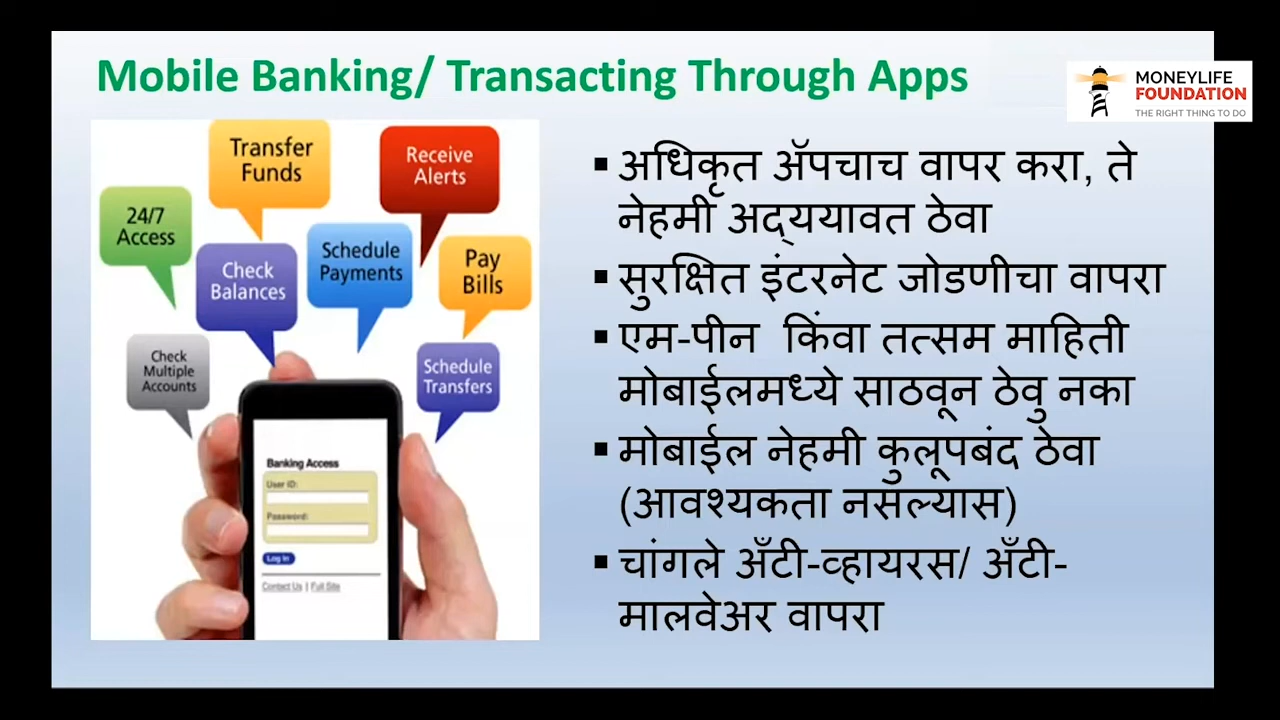 Mobile Banking/ Transacting Through Apps
MONEYLIFE
FOUNDATION
THE RIGHT THING TO DO
Transfer
Funds
Receive
Alerts
24/7
Access
Check
Balances
Schedule
Payments
Pay
Bills
Check
Multiple
Accounts
Schedule
Transfers
Banking Access
User ID:
Password:
Log In
Contact Us | Full Site
▪ अधिकृत ॲपचाच वापर करा, ते
नेहमी अद्ययावत ठेवा
▪ सुरक्षित इंटरनेट जोडणीचा वापरा
▪ एम-पीन किंवा तत्सम माहिती
मोबाईलमध्ये साठवून ठेवु नका
▪ मोबाईल नेहमी कुलूपबंद ठेवा
(आवश्यकता नसल्यास)
▪ चांगले अँटी-व्हायरस/ अँटी-
मालवेअर वापरा